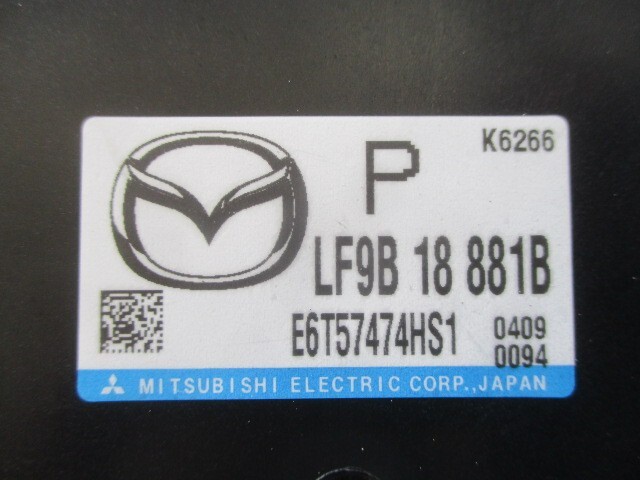 P
K6266
LF9B 18 881B
E6T57474HS1 0409
0094
MITSUBISHI ELECTRIC CORP.,JAPAN